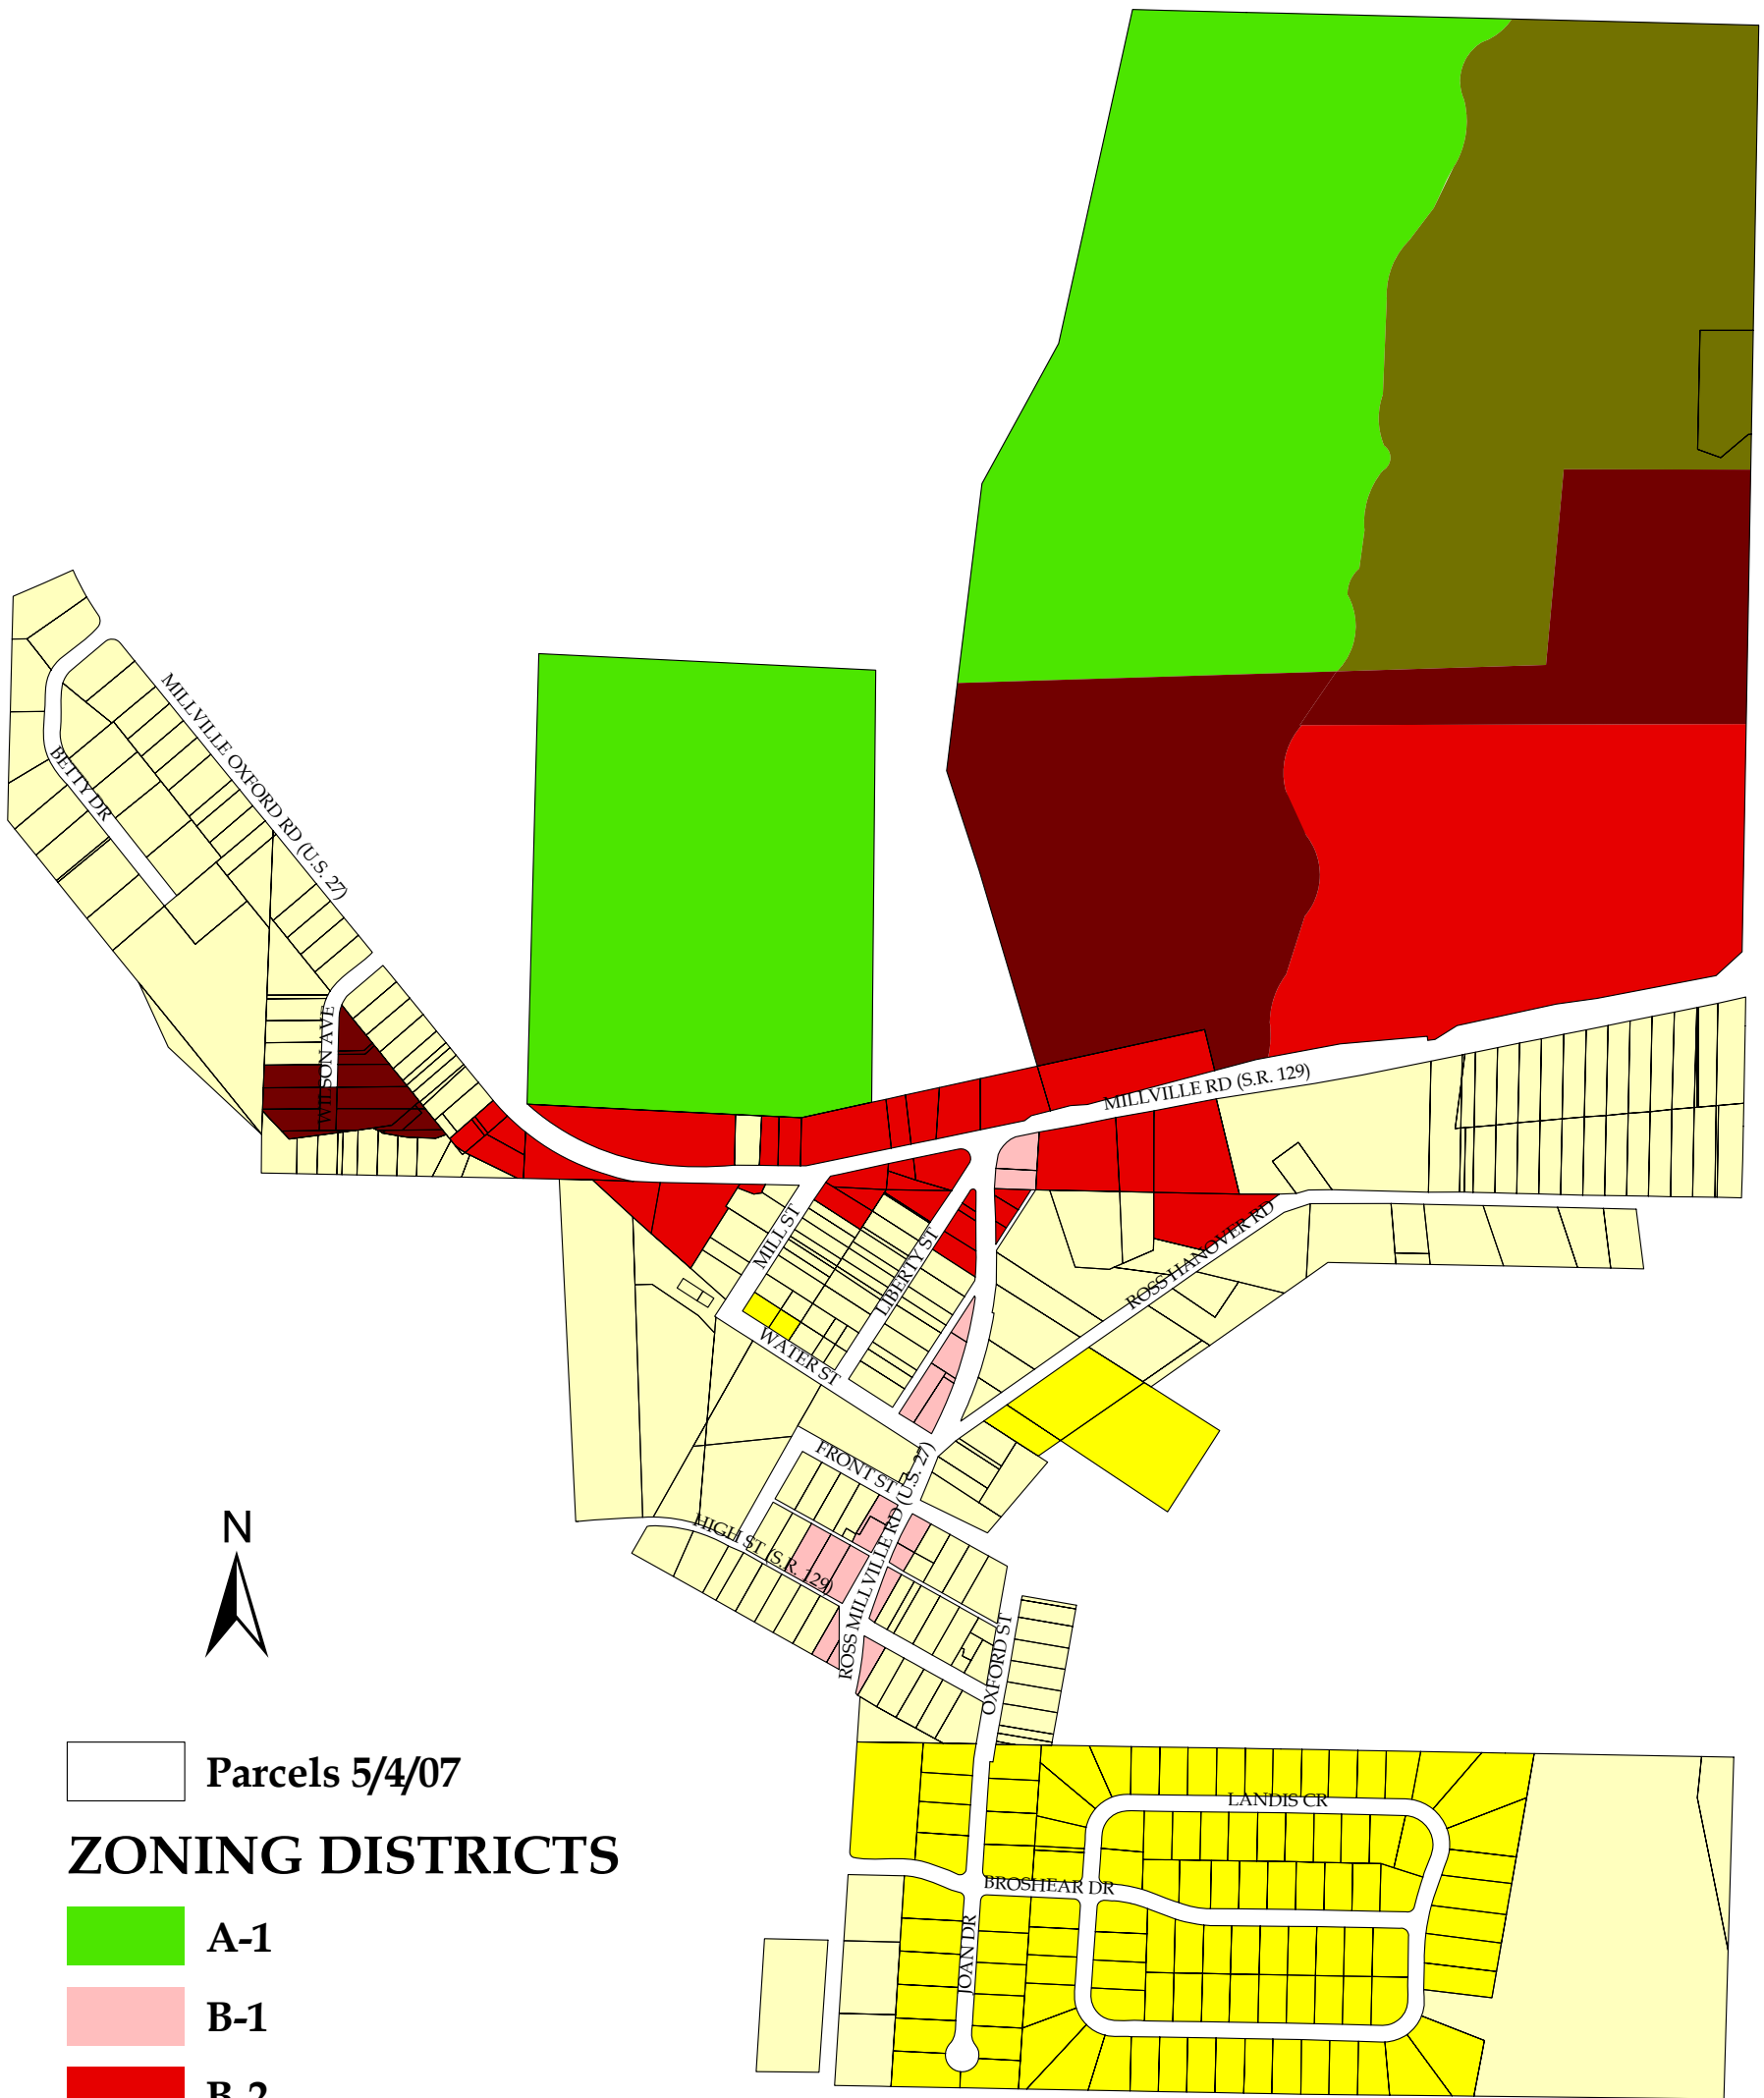 MILLVILLE OXFORD RD (U.S. 27)
BETTY DR
WILSON AVE
MILLVILLE RD (S.R. 129)
MILL ST
LIBERTY ST
ROSS HANOVER RD
WATER ST
FRONT ST
HIGH ST (S.R. 129)
ROSS MILLVILLE RD (U.S. 27)
OXFORD ST
LANDIS CR
BROSHEAR DR
JOAN DR
N
Parcels 5/4/07
ZONING DISTRICTS
A-1
B-1
B-2